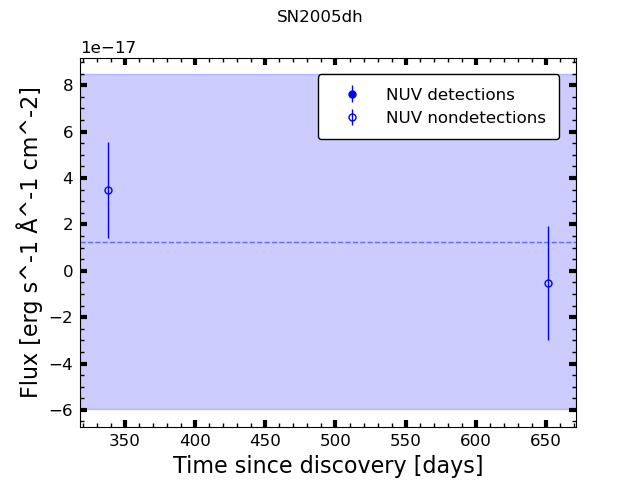 SN2005dh
1e−17
8
6
4
2
0
−2
−4
−6
Flux [erg s^-1 Å^-1 cm^-2]
NUV detections
NUV nondetections
350 400 450 500 550 600 650
Time since discovery [days]